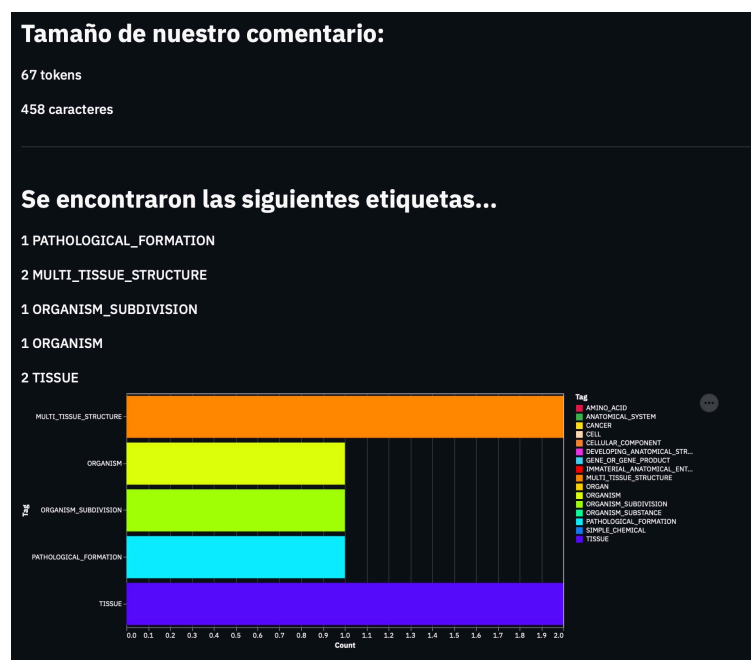 Tamaño de nuestro comentario:
67 tokens
458 caracteres
Se encontraron las siguientes etiquetas...
1 PATHOLOGICAL_FORMATION
2 MULTI_TISSUE_STRUCTURE
1 ORGANISM_SUBDIVISION
1 ORGANISM
2 TISSUE
MULTI_TISSUE_STRUCTURE
ORGANISM
ORGANISM_SUBDIVISION
PATHOLOGICAL_FORMATION
TISSUE
Tag
0.0 0.1 0.2 0.3 0.4 0.5 0.6 0.7 0.8 0.9 1.0 1.1 1.2 1.3 1.4 1.5 1.6 1.7 1.8 1.9 2.0
Count
Tag
AMINO_ACID
ANATOMICAL_SYSTEM
CANCER
CELL
CELLULAR_COMPONENT
DEVELOPING_ANATOMICAL_STR...
GENE_OR_GENE_PRODUCT
IMMATERIAL_ANATOMICAL_ENT...
MULTI_TISSUE_STRUCTURE
ORGAN
ORGANISM
ORGANISM_SUBDIVISION
ORGANISM_SUBSTANCE
PATHOLOGICAL_FORMATION
SIMPLE_CHEMICAL
TISSUE